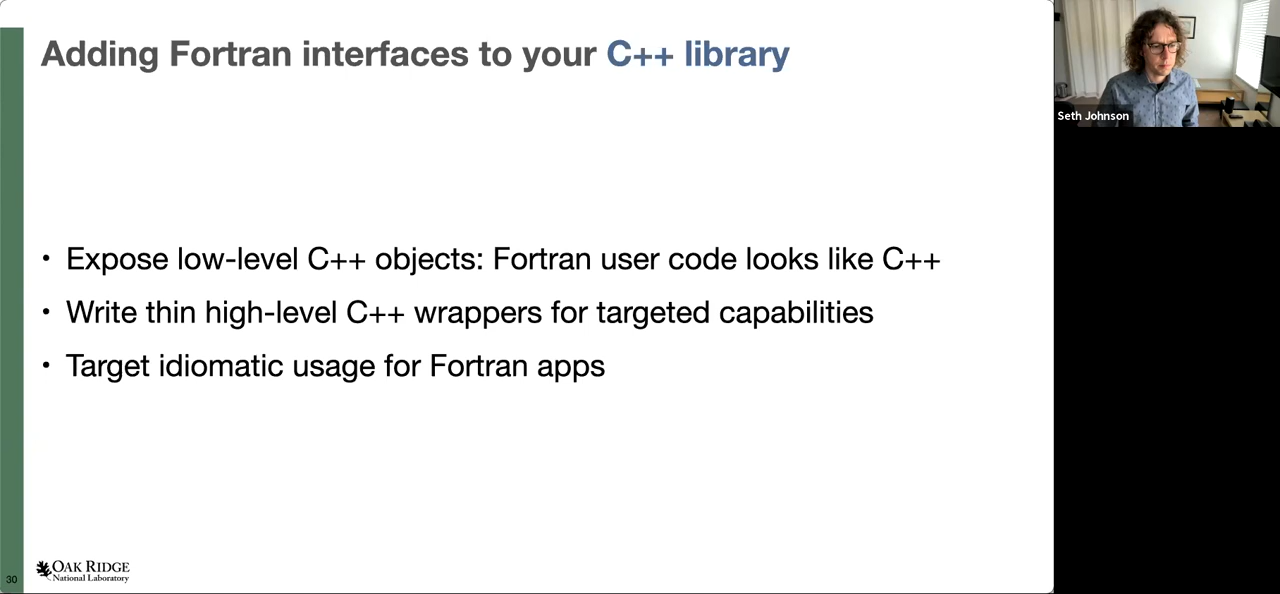 Adding Fortran interfaces to your C++ library
• Expose low-level C++ objects: Fortran user code looks like C++
• Write thin high-level C++ wrappers for targeted capabilities
• Target idiomatic usage for Fortran apps
30
OAK RIDGE
National Laboratory
Seth Johnson